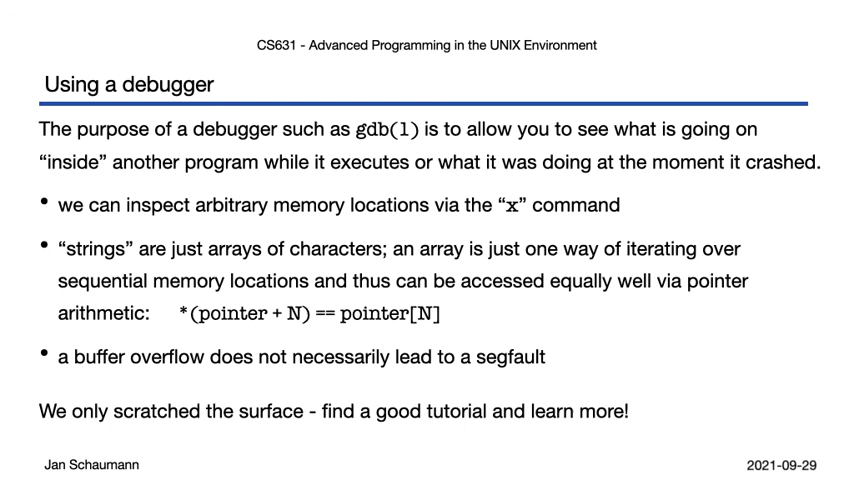 CS631 - Advanced Programming in the UNIX Environment
Using a debugger
The purpose of a debugger such as gdb(1) is to allow you to see what is going on
“inside” another program while it executes or what it was doing at the moment it crashed.
• we can inspect arbitrary memory locations via the “x” command
• “strings” are just arrays of characters; an array is just one way of iterating over
sequential memory locations and thus can be accessed equally well via pointer
arithmetic: *(pointer + N) == pointer[N]
• a buffer overflow does not necessarily lead to a segfault
We only scratched the surface - find a good tutorial and learn more!
Jan Schaumann
2021-09-29